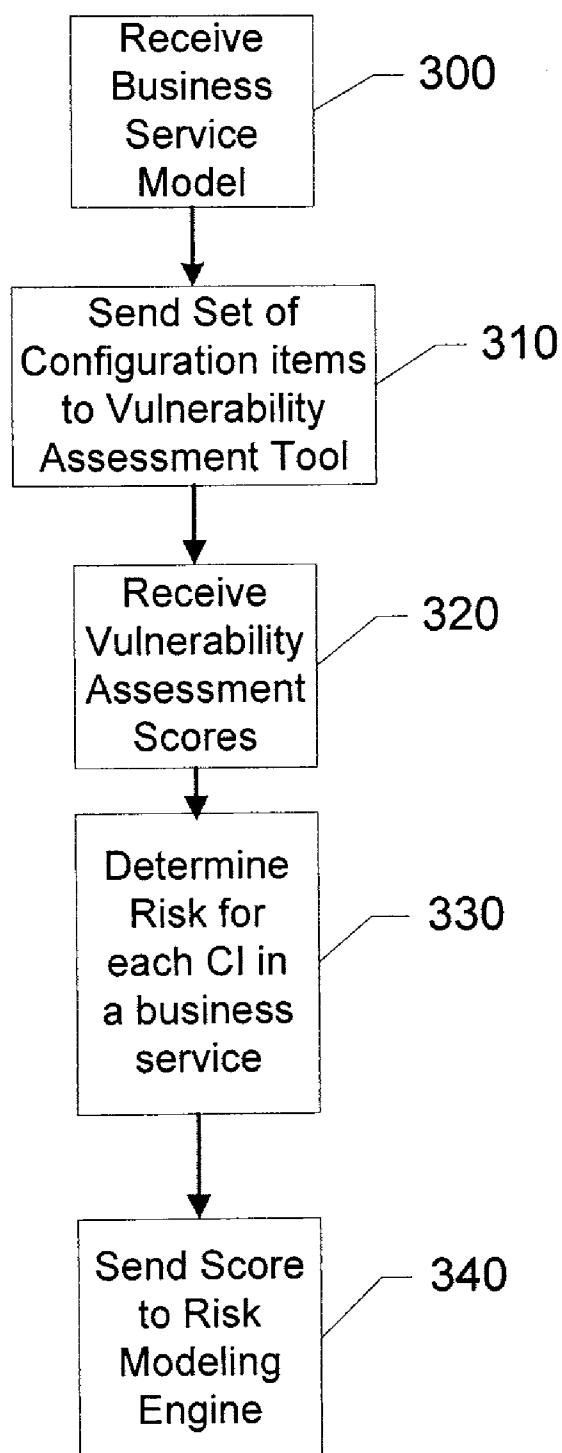 Receive
Business
Service
Model
300
Send Set of
Configuration items
to Vulnerability
Assessment Tool
310
Receive
Vulnerability
Assessment
Scores
320
Determine
Risk for
each CI in
a business
service
330
Send Score
to Risk
Modeling
Engine
340